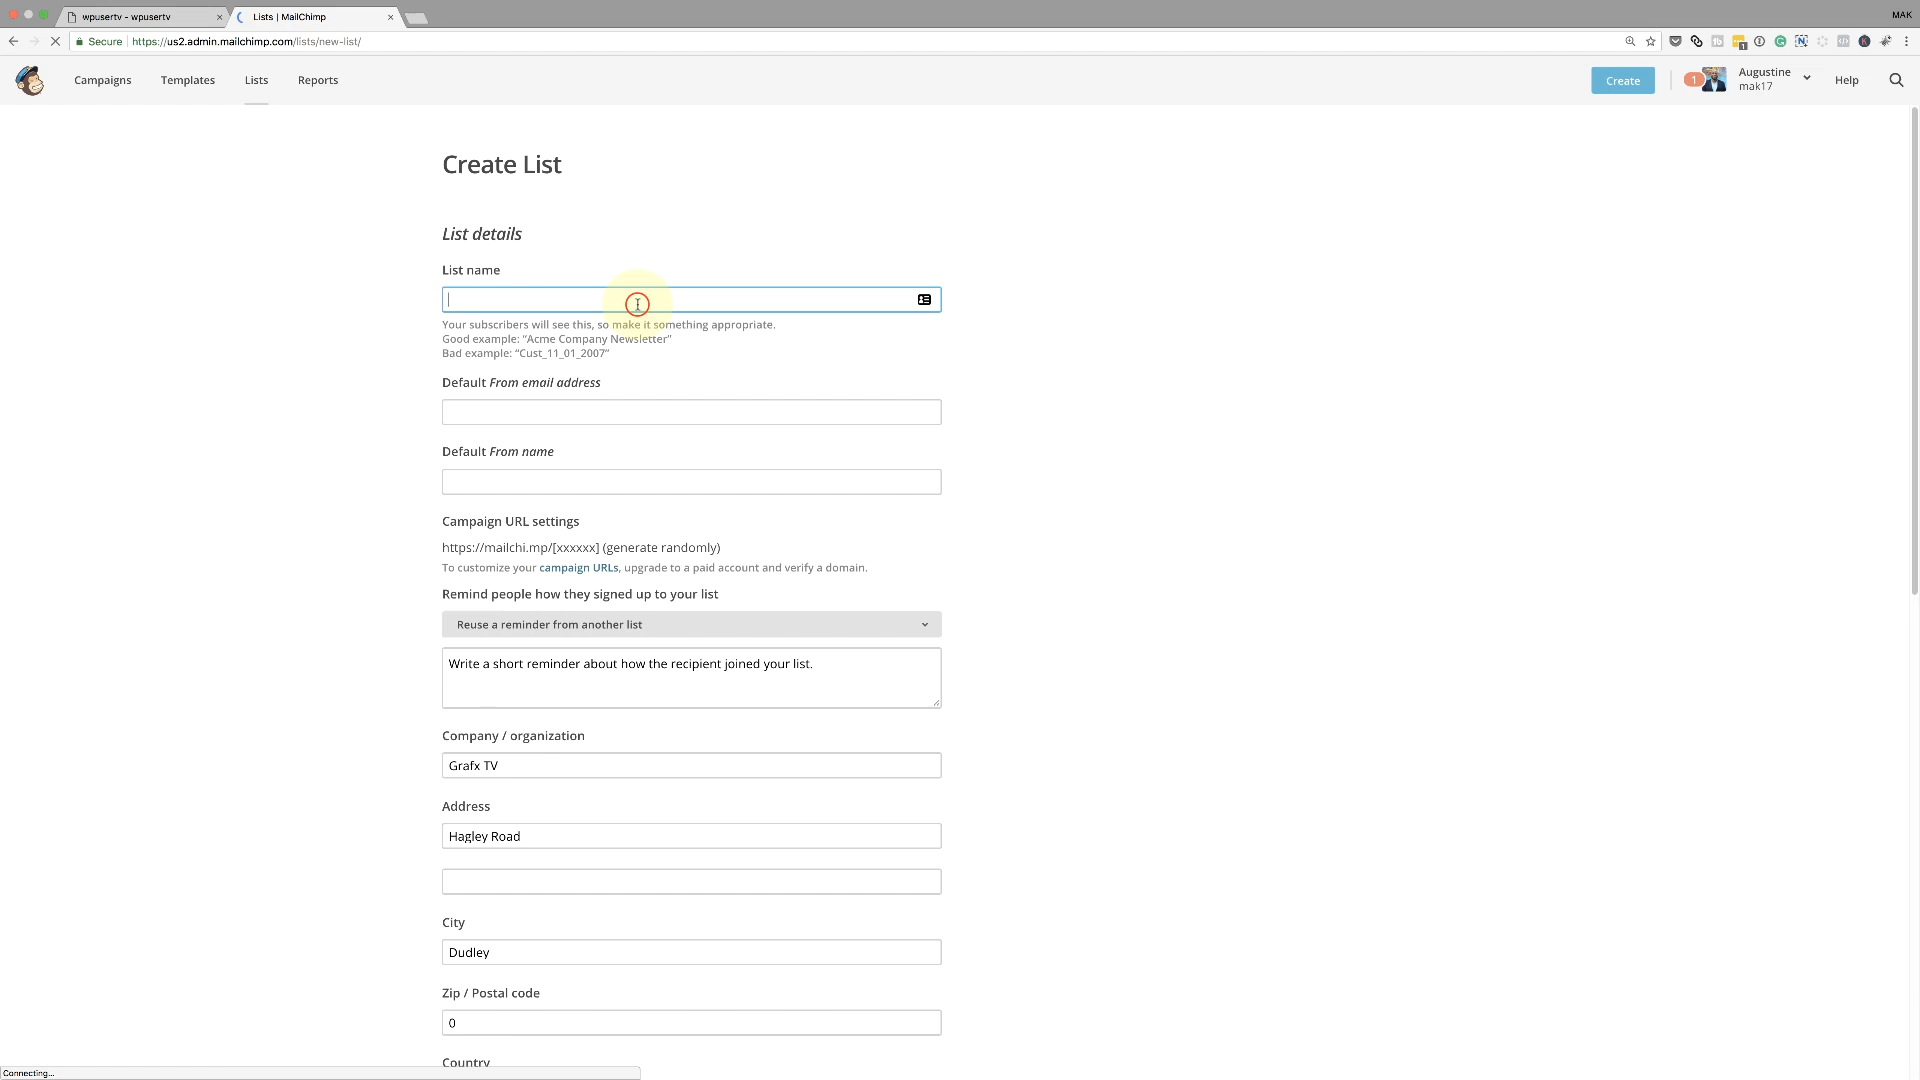 wpusertv - wpusertv
Lists | MailChimp
MAK
Secure https://us2.admin.mailchimp.com/lists/new-list/
Campaigns Templates Lists Reports
Create
1
Augustine
mak17
Help
Create List
List details
List name
Your subscribers will see this, so make it something appropriate.
Good example: “Acme Company Newsletter”
Bad example: “Cust_11_01_2007”
Default From email address
Default From name
Campaign URL settings
https://mailchi.mp/[xxxxxx] (generate randomly)
To customize your campaign URLs, upgrade to a paid account and verify a domain.
Remind people how they signed up to your list
Reuse a reminder from another list
Write a short reminder about how the recipient joined your list.
Company / organization
Grafx TV
Address
Hagley Road
City
Dudley
Zip / Postal code
0
Country
Connecting...